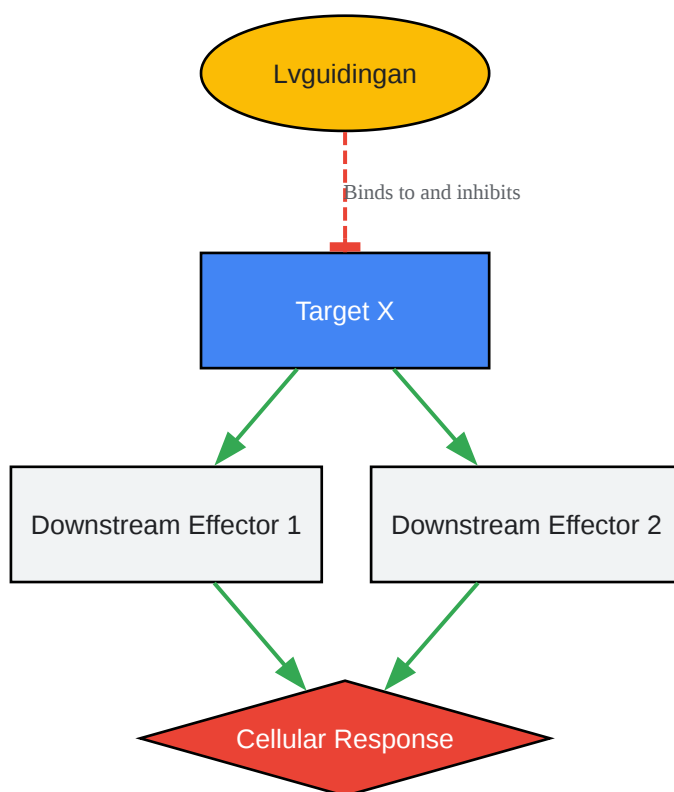 Lvguidingan
Binds to and inhibits
Target X
Downstream Effector 1
Downstream Effector 2
Cellular Response